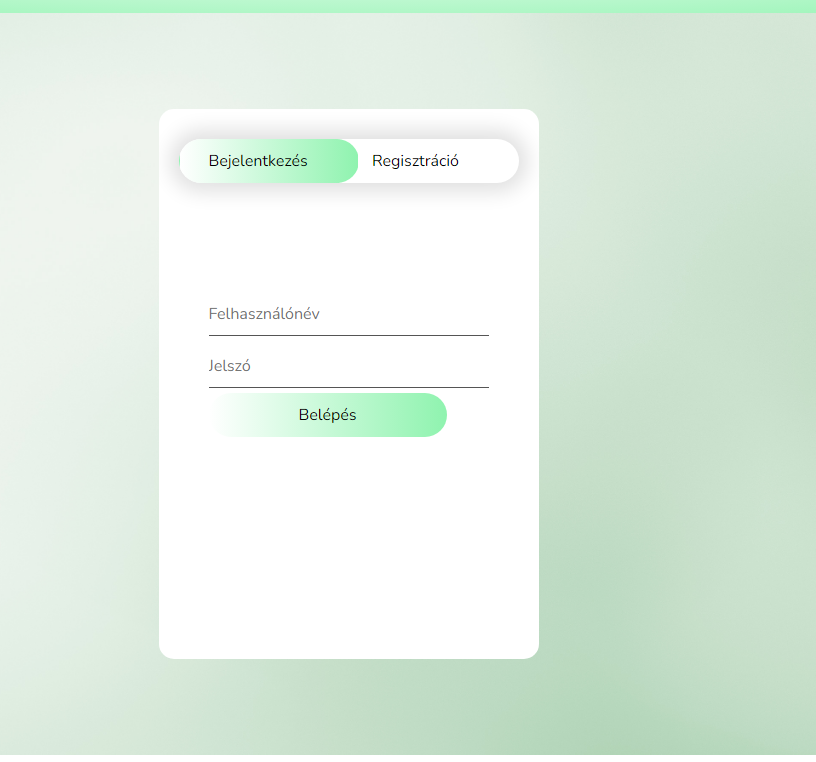 Bejelentkezés Regisztráció
Felhasználónév
Jelszó
Belépés